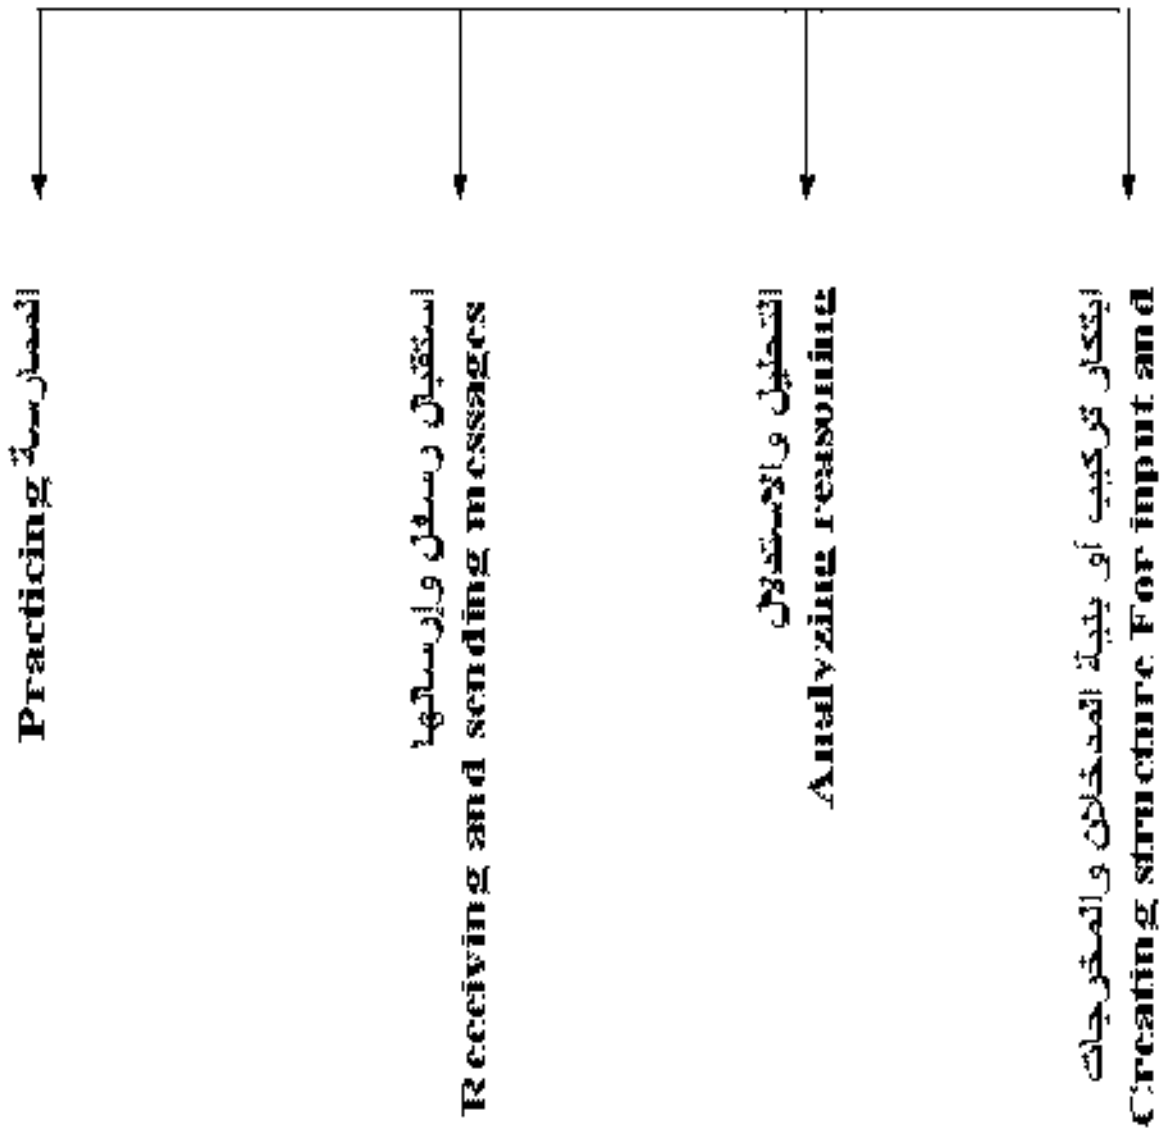 الممارسة Practicing
استقبال رسئل وإرسالها
Receiving and sending messages
التحليل والاستدلال
Analyzing reasoning
ابتكار تركيب أو بنية المدخلات والمخرجات
Creating structure For input and